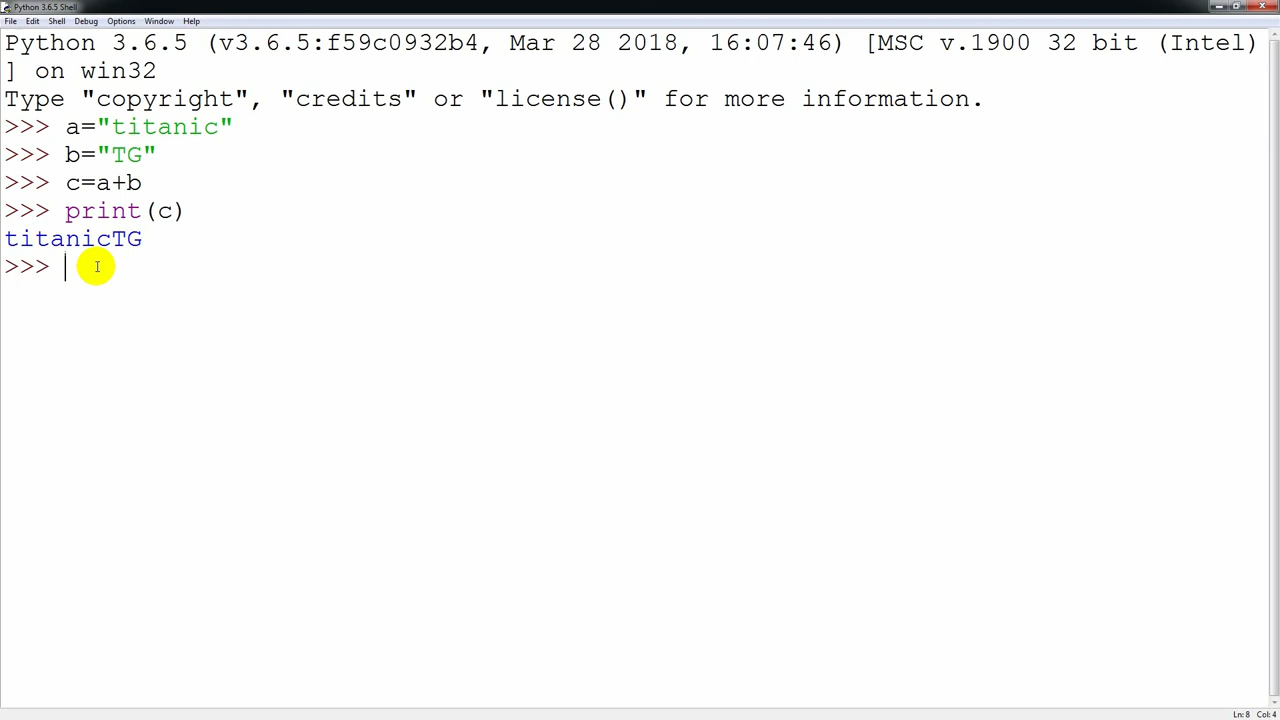 Python 3.6.5 Shell
File Edit Shell Debug Options Window Help
Python 3.6.5 (v3.6.5:f59c0932b4, Mar 28 2018, 16:07:46) [MSC v.1900 32 bit (Intel)
] on win32
Type "copyright", "credits" or "license()" for more information.
>>> a="titanic"
>>> b="TG"
>>> c=a+b
>>> print(c)
titanicTG
>>>
Ln: 8 Col: 4